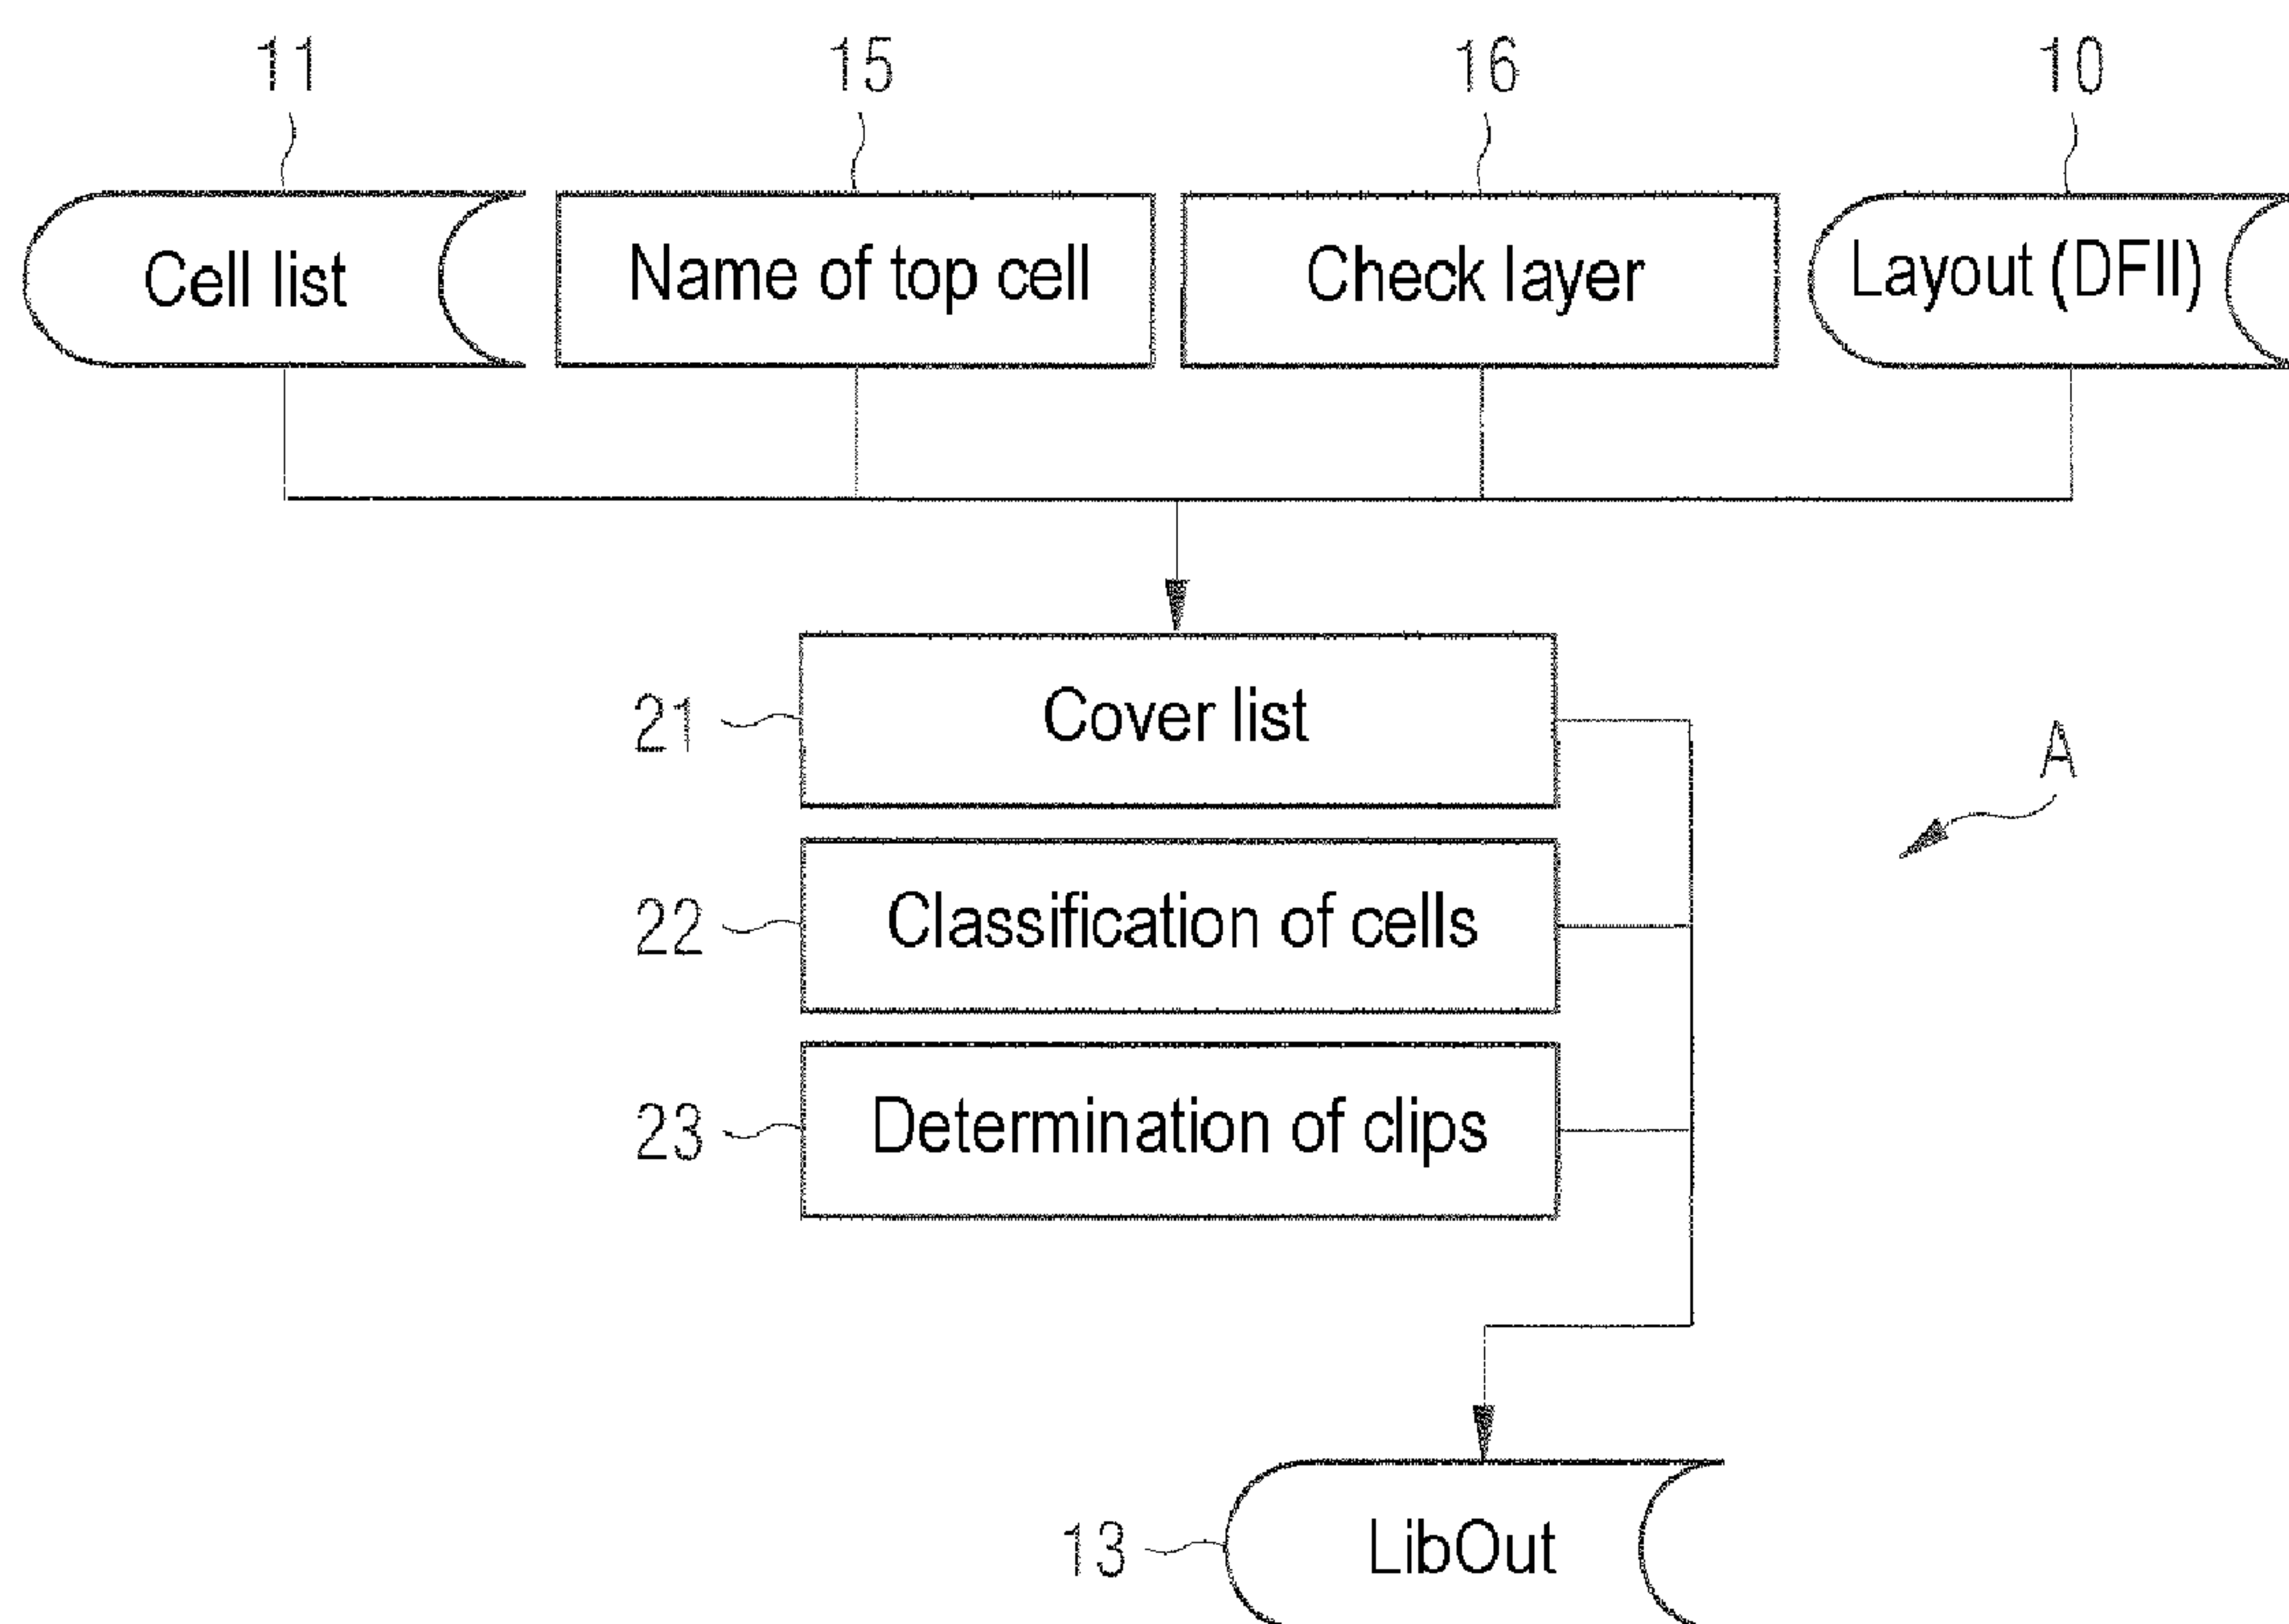 11
15
16
10
Cell list
Name of top cell
Check layer
Layout (DFII)
21
Cover list
A
22
Classification of cells
23
Determination of clips
13
LibOut